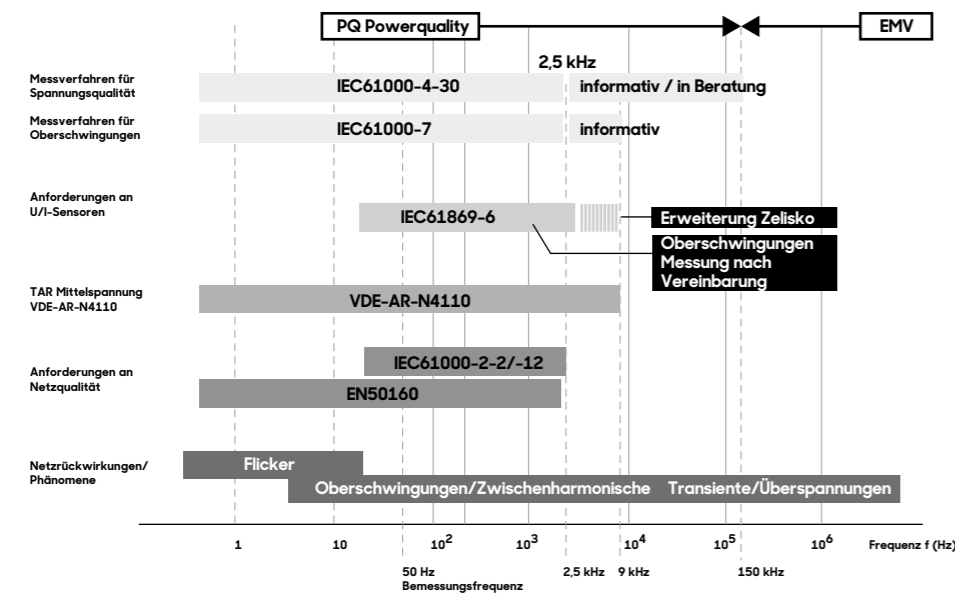 PQ Powerquality
EMV
2,5 kHz
Messverfahren für
Spannungsqualität
IEC61000-4-30
informativ / in Beratung
Messverfahren für
Oberschwingungen
IEC61000-7
informativ
Anforderungen an
U/I-Sensoren
IEC61869-6
Erweiterung Zelisko
Oberschwingungen
Messung nach
Vereinbarung
TAR Mittelspannung
VDE-AR-N4110
VDE-AR-N4110
Anforderungen an
Netzqualität
IEC61000-2-2/-12
EN50160
Netzrückwirkungen/
Phänomene
Flicker
Oberschwingungen/Zwischenharmonische
Transiente/Überspannungen
1 10 10² 10³ 10⁴ 10⁵ 10⁶ Frequenz f (Hz)
50 Hz
Bemessungsfrequenz
2,5 kHz
9 kHz
150 kHz